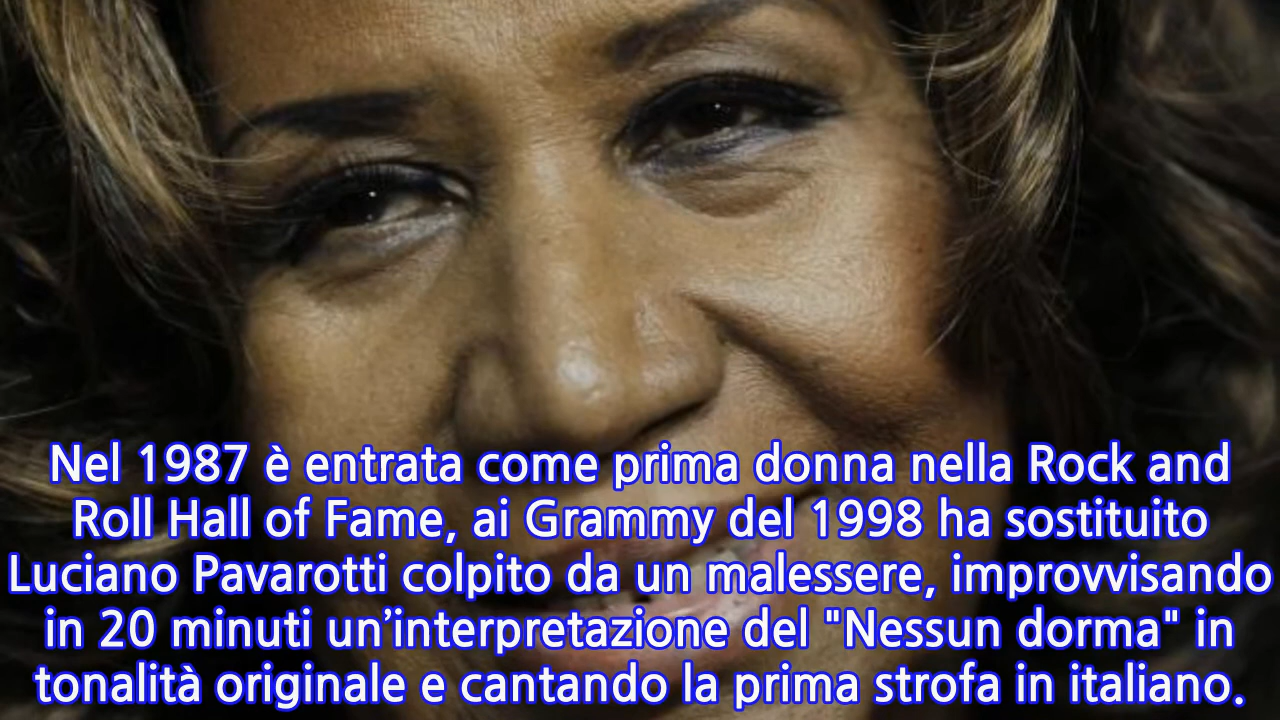 Nel 1987 è entrata come prima donna nella Rock and
Roll Hall of Fame, ai Grammy del 1998 ha sostituito
Luciano Pavarotti colpito da un malessere, improvvisando
in 20 minuti un’interpretazione del "Nessun dorma" in
tonalità originale e cantando la prima strofa in italiano.